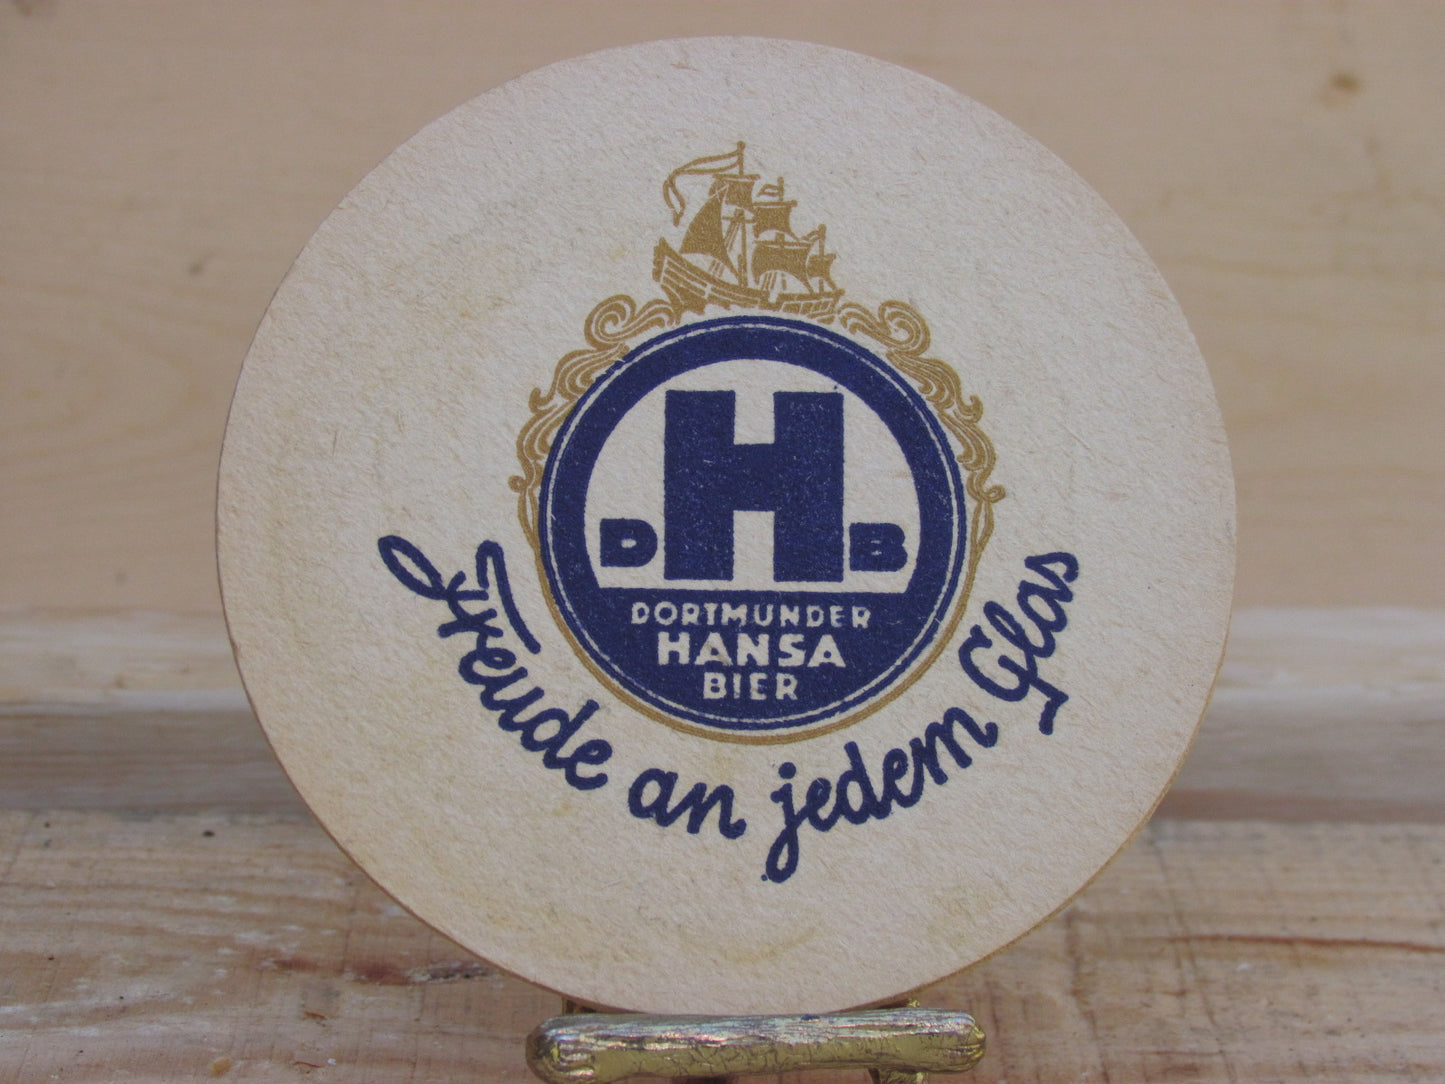 D H B
DORTMUNDER
HANSA
BIER
Freude an jedem Glas